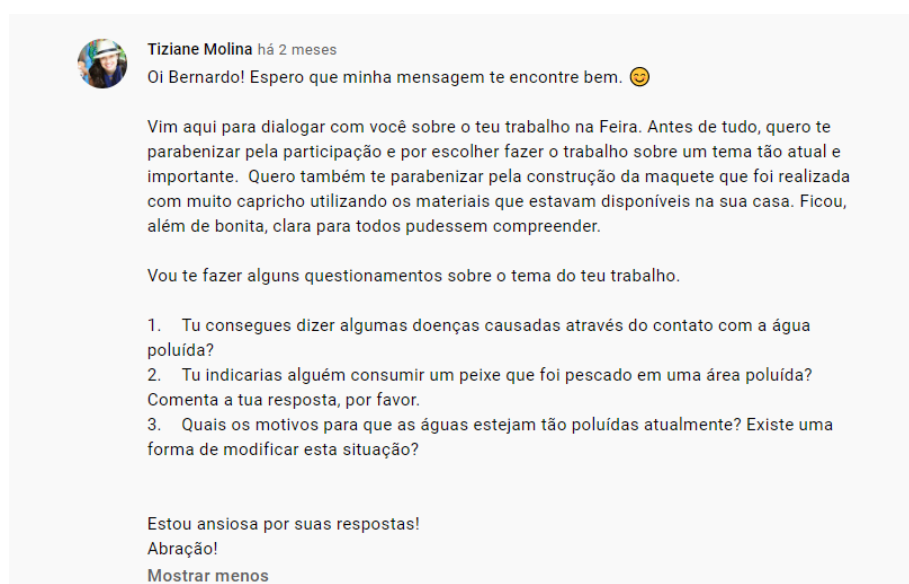 Tiziane Molina há 2 meses
Oi Bernardo! Espero que minha mensagem te encontre bem. 😊
Vim aqui para dialogar com você sobre o teu trabalho na Feira. Antes de tudo, quero te
parabenizar pela participação e por escolher fazer o trabalho sobre um tema tão atual e
importante.  Quero também te parabenizar pela construção da maquete que foi realizada
com muito capricho utilizando os materiais que estavam disponíveis na sua casa. Ficou,
além de bonita, clara para todos pudessem compreender.
Vou te fazer alguns questionamentos sobre o tema do teu trabalho.
1.    Tu consegues dizer algumas doenças causadas através do contato com a água
poluída?
2.    Tu indicarias alguém consumir um peixe que foi pescado em uma área poluída?
Comenta a tua resposta, por favor.
3.    Quais os motivos para que as águas estejam tão poluídas atualmente? Existe uma
forma de modificar esta situação?
Estou ansiosa por suas respostas!
Abração!
Mostrar menos